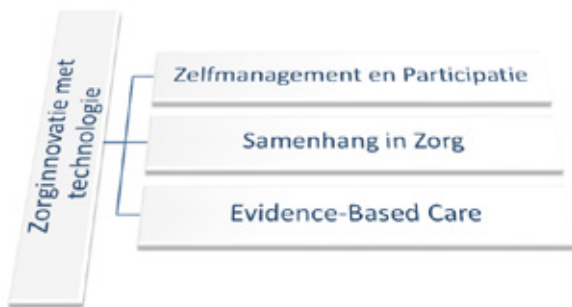 Zorginnovatie met
technologie
Zelfmanagement en Participatie
Samenhang in Zorg
Evidence-Based Care